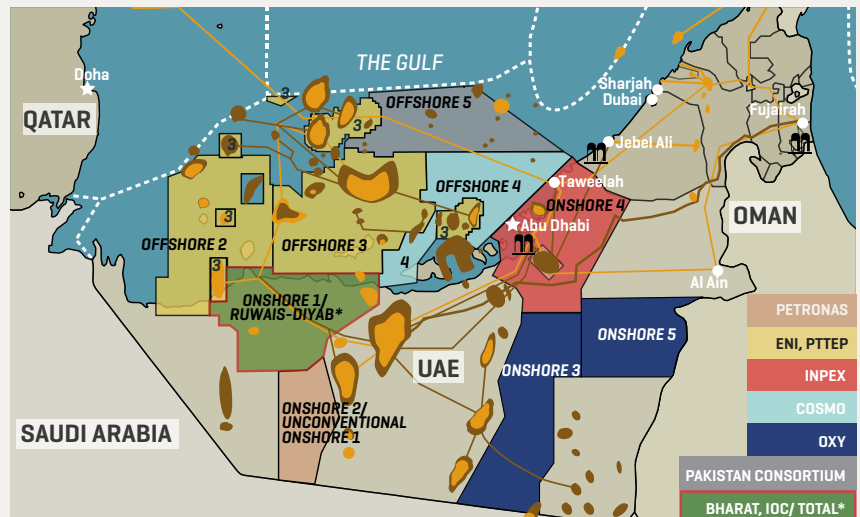 THE GULF
Doha
QATAR
3
OFFSHORE 5
3
Sharjah
Dubai
Fujairah
3
Jebel Ali
OFFSHORE 4
Taweelah
ONSHORE 4
OMAN
3
Abu Dhabi
3
OFFSHORE 2
OFFSHORE 3
4
3
Al Ain
ONSHORE 1/
RUWAIS-DIYAB*
PETRONAS
ENI, PTTEP
INPEX
COSMO
OXY
PAKISTAN CONSORTIUM
BHARAT, IOC/ TOTAL*
ONSHORE 5
UAE
ONSHORE 3
ONSHORE 2/
UNCONVENTIONAL
ONSHORE 1
SAUDI ARABIA